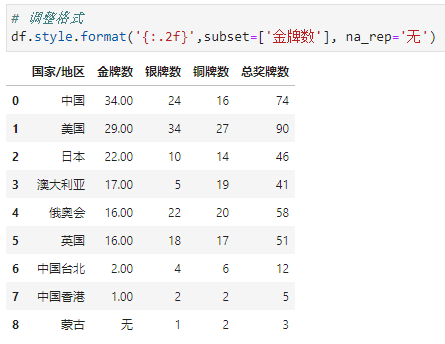 # 调整格式
df.style.format('{:.2f}',subset=['金牌数'], na_rep='无')
国家/地区 金牌数 银牌数 铜牌数 总奖牌数
0 中国 34.00 24 16 74
1 美国 29.00 34 27 90
2 日本 22.00 10 14 46
3 澳大利亚 17.00 5 19 41
4 俄奥会 16.00 22 20 58
5 英国 16.00 18 17 51
6 中国台北 2.00 4 6 12
7 中国香港 1.00 2 2 5
8 蒙古 无 1 2 3